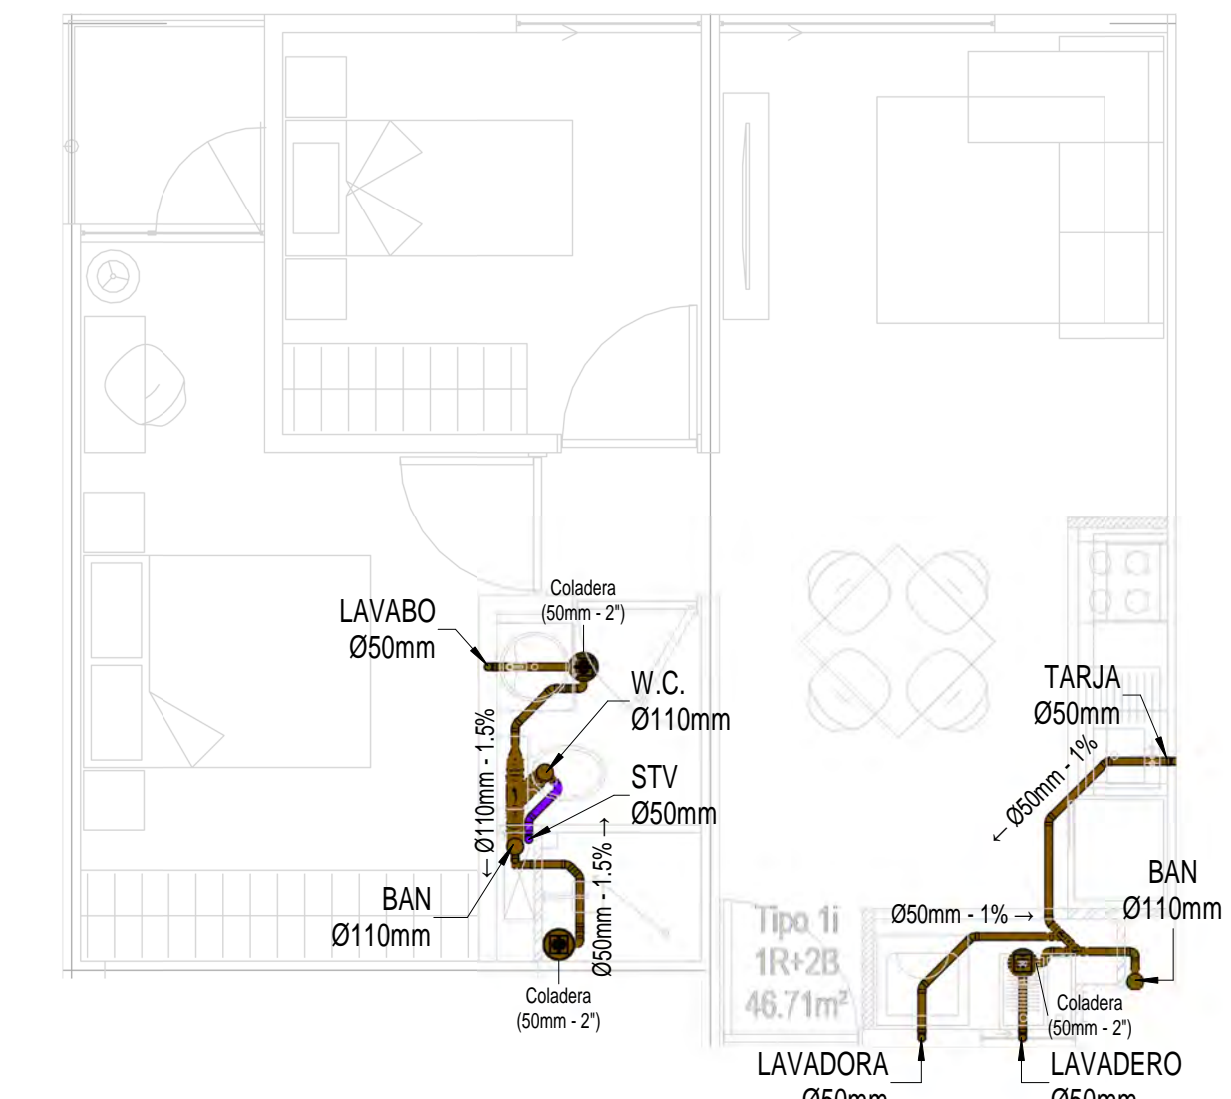 Coladera
(50mm - 2")
LAVABO
Ø50mm
W.C.
Ø110mm
← Ø110mm - 1.5%
STV
Ø50mm
Ø50mm - 1.5% →
BAN
Ø110mm
Coladera
(50mm - 2")
TARJA
Ø50mm
← Ø50mm - 1%
BAN
Ø110mm
Ø50mm - 1% →
Tipo 1i
1R+2B
46.71m²
Coladera
(50mm - 2")
LAVADORA
Ø50mm
LAVADERO
Ø50mm